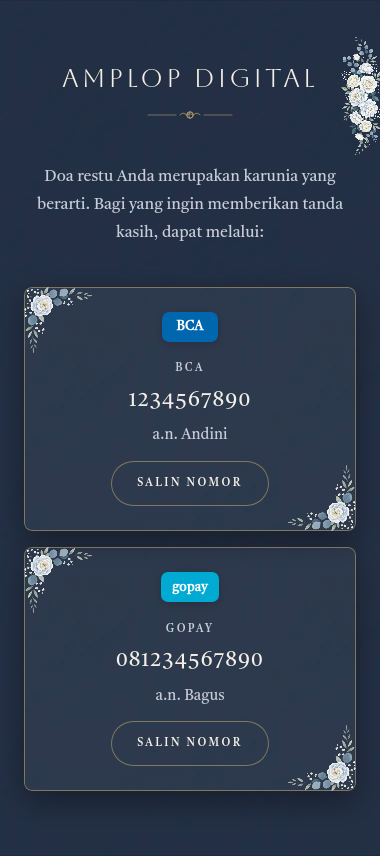 AMPLOP DIGITAL
Doa restu Anda merupakan karunia yang
berarti. Bagi yang ingin memberikan tanda
kasih, dapat melalui:
BCA
BCA
1234567890
a.n. Andini
SALIN NOMOR
gopay
GOPAY
081234567890
a.n. Bagus
SALIN NOMOR